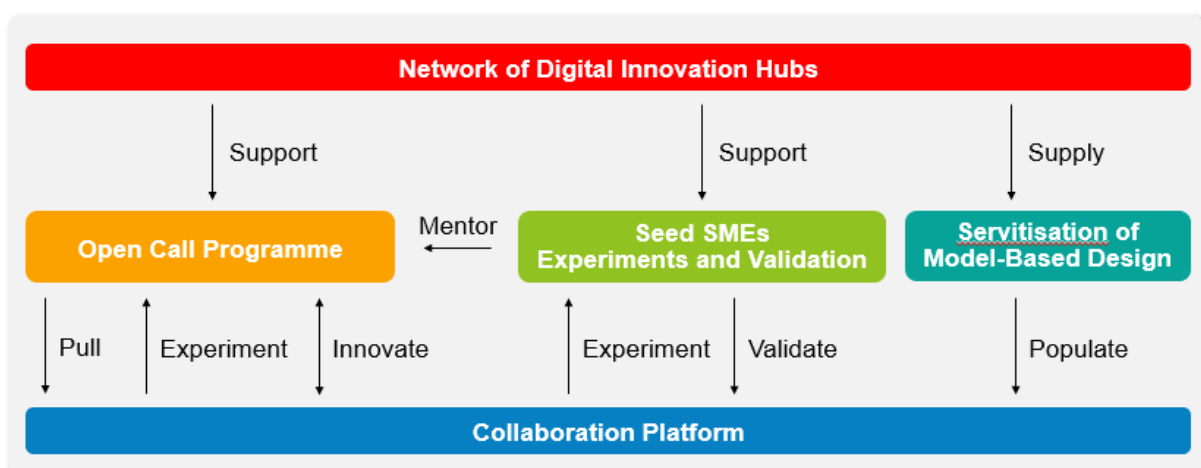 Network of Digital Innovation Hubs
Support
Support
Supply
Open Call Programme
Mentor
Seed SMEs
Experiments and Validation
Servitisation of
Model-Based Design
Pull
Experiment
Innovate
Experiment
Validate
Populate
Collaboration Platform